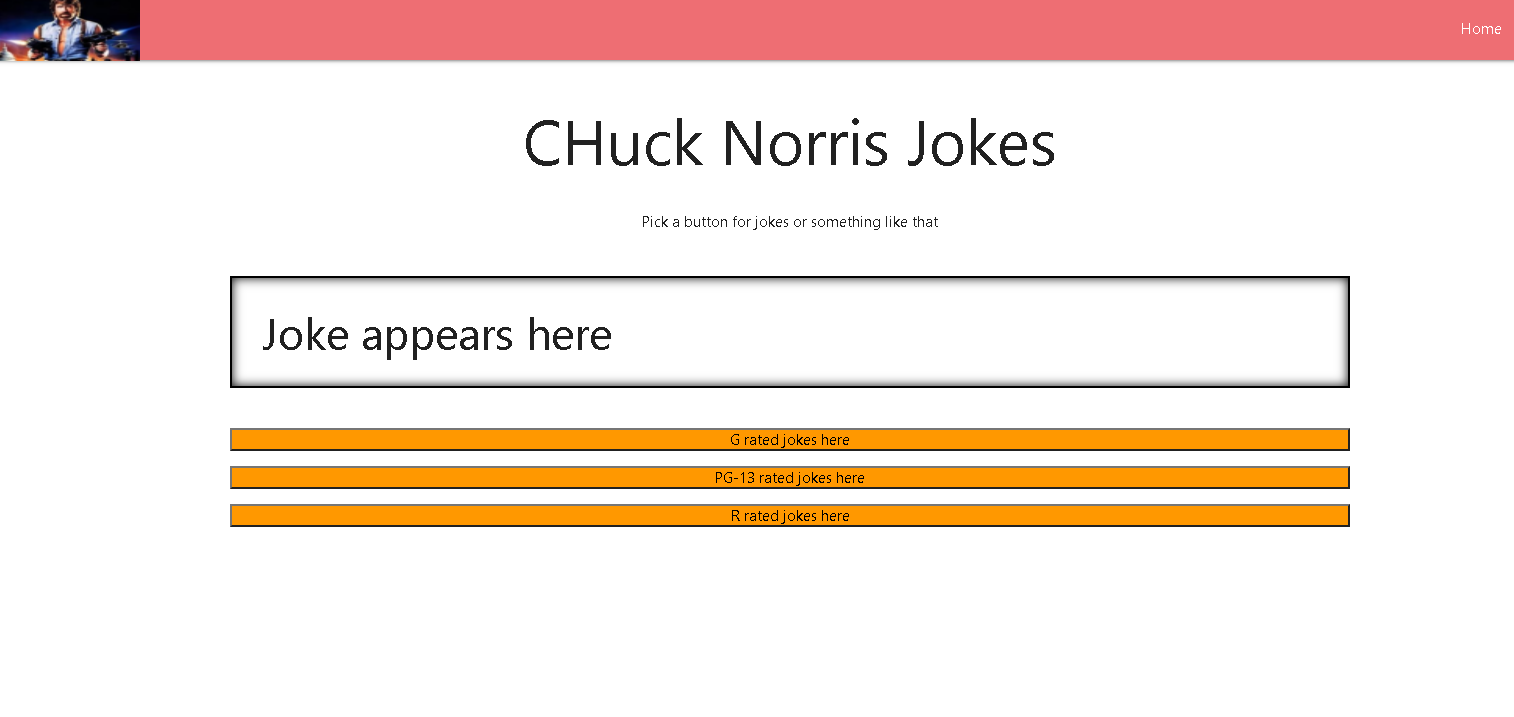 Home
CHuck Norris Jokes
Pick a button for jokes or something like that
Joke appears here
G rated jokes here
PG-13 rated jokes here
R rated jokes here